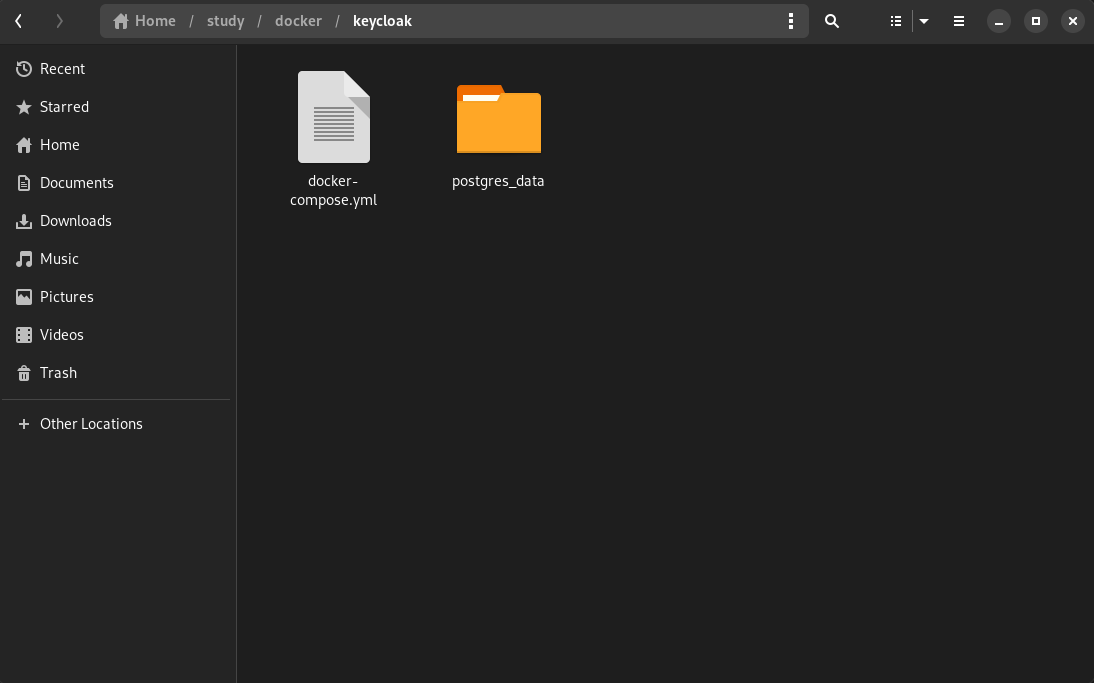 Home / study / docker / keycloak
Recent
Starred
Home
Documents
Downloads
Music
Pictures
Videos
Trash
Other Locations
docker-
compose.yml
postgres_data